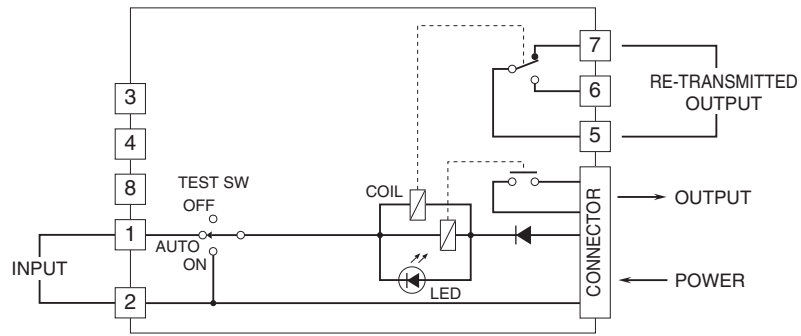 7
3
6
RE-TRANSMITTED
OUTPUT
4
5
8
TEST SW
COIL
OFF
OUTPUT
1
AUTO
ON
CONNECTOR
INPUT
LED
POWER
2